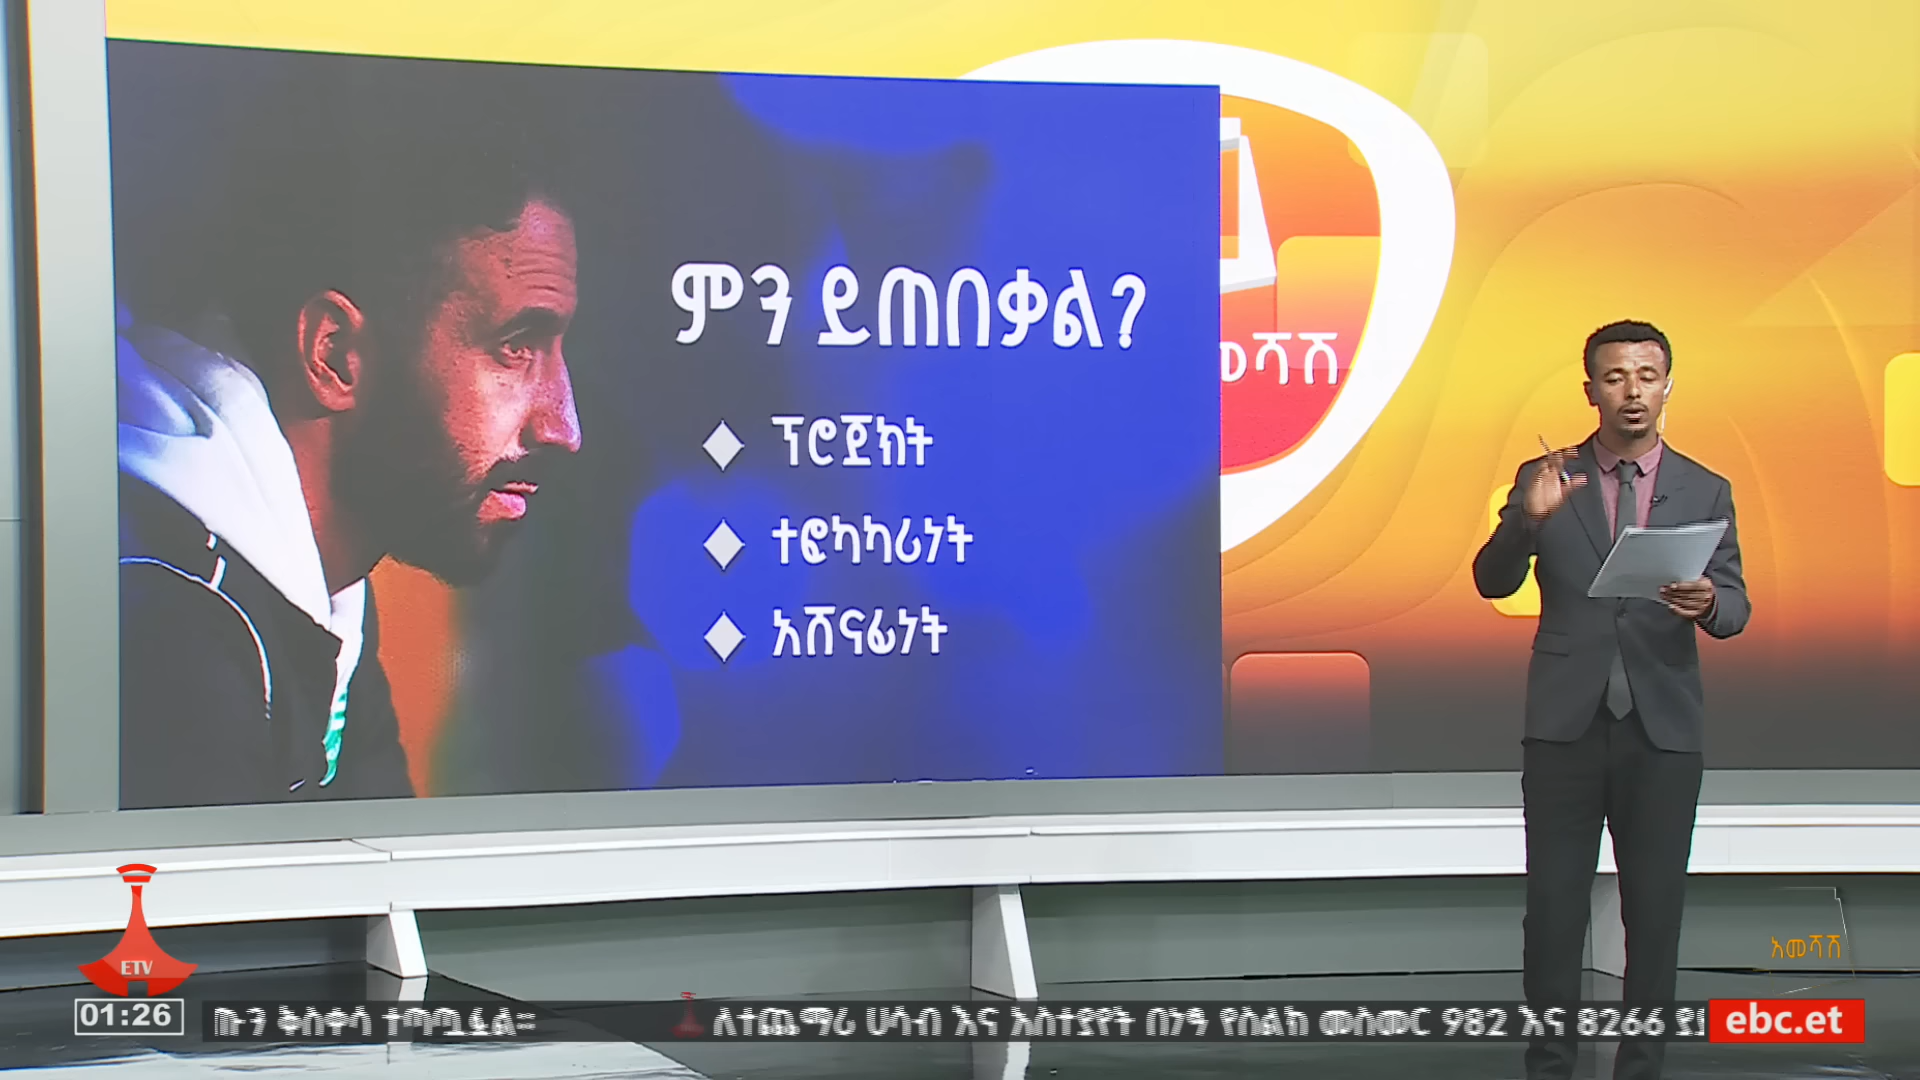 ምን ይጠበቃል?
ፕሮጀክት
ተፎካካሪነት
አሸናፊነት
መሻሽ
አመሻሽ
ETV
01:26
ለተጨማሪ ሀሳብ እና አስተያየት በነፃ የስልክ መስመር 982 እና 8266
ebc.et